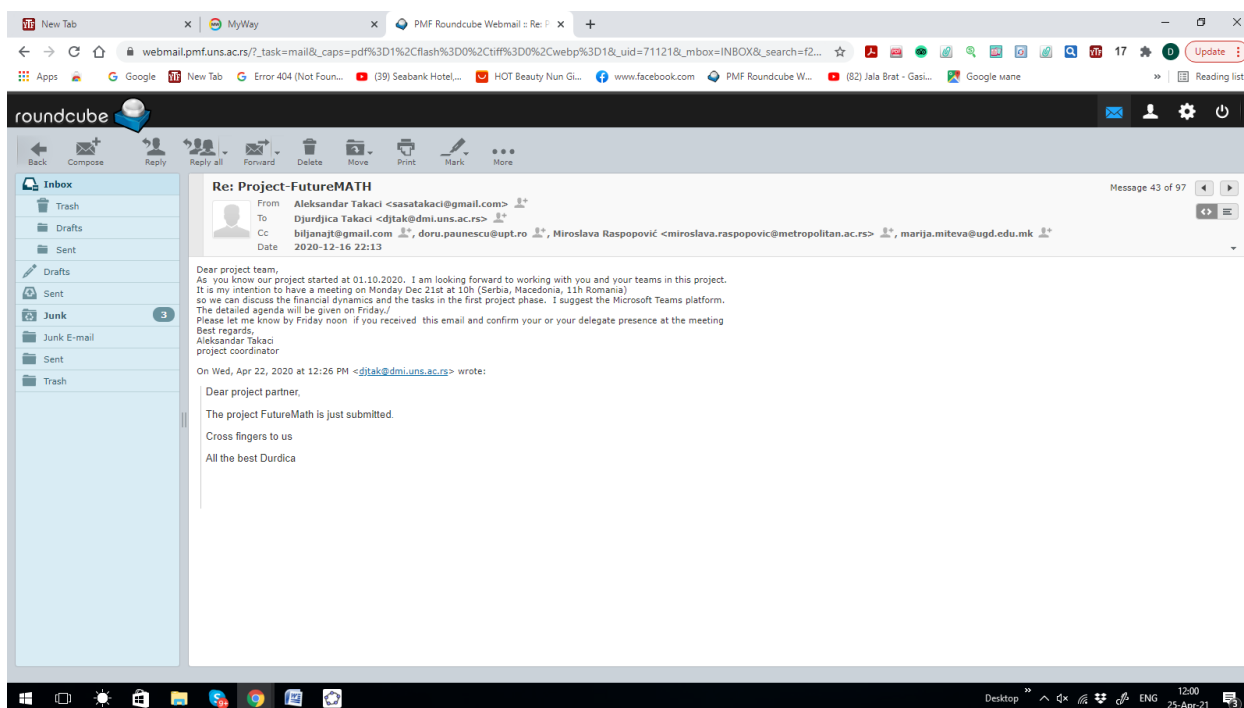 New Tab
MyWay
PMF Roundcube Webmail :: Re: P
webmail.pmf.uns.ac.rs/?_task=mail&_caps=pdf%3D1%2Cflash%3D0%2Ctiff%3D0%2Cwebp%3D1&_uid=71121&_mbox=INBOX&_search=f2...
17
D
Update
Apps
Google
New Tab
Error 404 (Not Foun...
(39) Seabank Hotel,...
HOT Beauty Nun Gi...
www.facebook.com
PMF Roundcube W...
(82) Jala Brat - Gasi...
Google мапе
»
Reading list
roundcube
Back
Compose
Reply
Reply all
Forward
Delete
Move
Print
Mark
More
Inbox
Trash
Drafts
Sent
Drafts
Sent
Junk 3
Junk E-mail
Sent
Trash
Re: Project-FutureMATH
Message 43 of 97
From Aleksandar Takaci <sasatakaci@gmail.com>
To Djurdjica Takaci <djtak@dmi.uns.ac.rs>
Cc biljanajt@gmail.com , doru.paunescu@upt.ro , Miroslava Raspopović <miroslava.raspopovic@metropolitan.ac.rs> , marija.miteva@ugd.edu.mk
Date 2020-12-16 22:13
Dear project team,
As you know our project started at 01.10.2020. I am looking forward to working with you and your teams in this project.
It is my intention to have a meeting on Monday Dec 21st at 10h (Serbia, Macedonia, 11h Romania)
so we can discuss the financial dynamics and the tasks in the first project phase. I suggest the Microsoft Teams platform.
The detailed agenda will be given on Friday./
Please let me know by Friday noon if you received this email and confirm your or your delegate presence at the meeting
Best regards,
Aleksandar Takaci
project coordinator
On Wed, Apr 22, 2020 at 12:26 PM <djtak@dmi.uns.ac.rs> wrote:
Dear project partner,
The project FutureMath is just submitted.
Cross fingers to us
All the best Durdica
Desktop
»
ENG
12:00
25-Apr-21